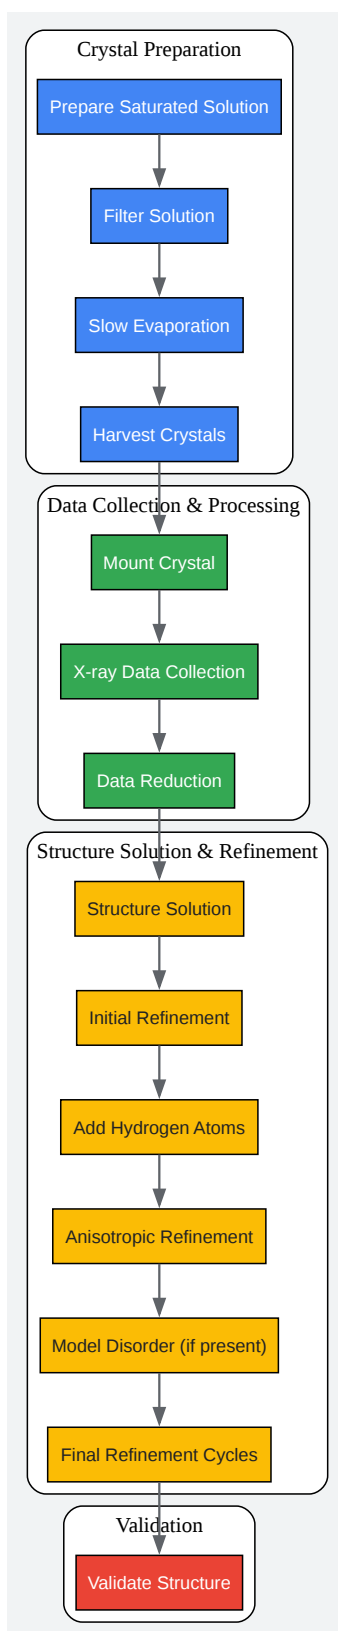 Crystal Preparation
Prepare Saturated Solution
Filter Solution
Slow Evaporation
Harvest Crystals
Data Collection & Processing
Mount Crystal
X-ray Data Collection
Data Reduction
Structure Solution & Refinement
Structure Solution
Initial Refinement
Add Hydrogen Atoms
Anisotropic Refinement
Model Disorder (if present)
Final Refinement Cycles
Validation
Validate Structure